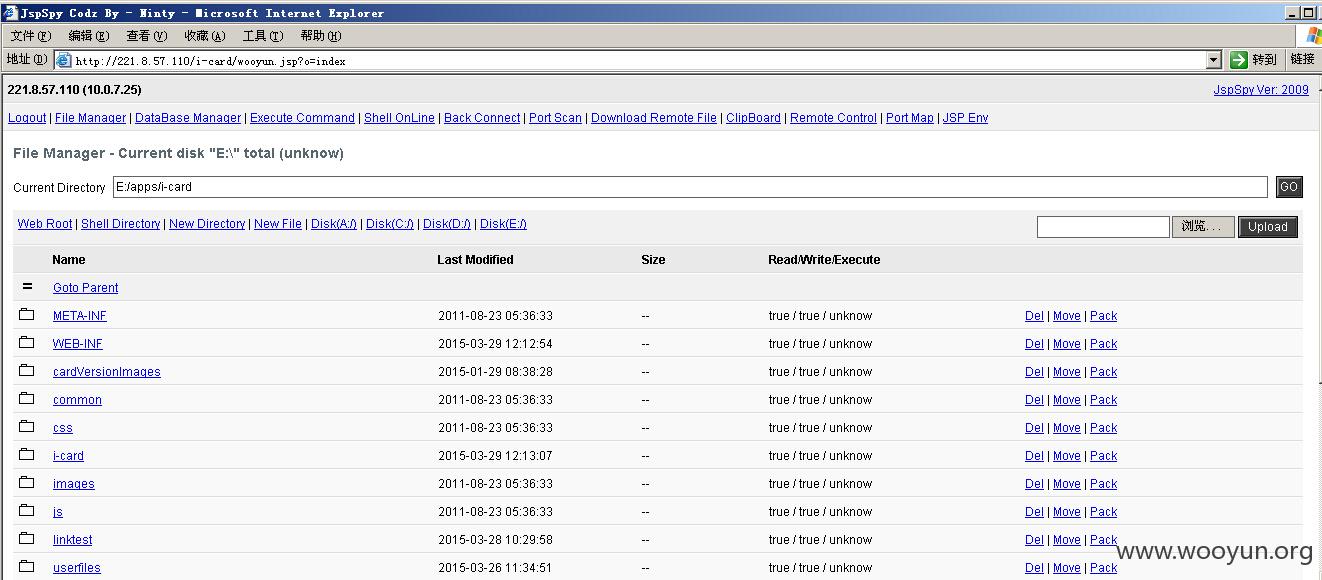 JspSpy Codz By - Ninty - Microsoft Internet Explorer
文件(F) 编辑(E) 查看(V) 收藏(A) 工具(T) 帮助(H)
地址(D) http://221.8.57.110/i-card/wooyun.jsp?o=index 转到 链接
221.8.57.110 (10.0.7.25) JspSpy Ver: 2009
Logout | File Manager | DataBase Manager | Execute Command | Shell OnLine | Back Connect | Port Scan | Download Remote File | ClipBoard | Remote Control | Port Map | JSP Env
File Manager - Current disk "E:\" total (unknow)
Current Directory E:/apps/i-card GO
Web Root | Shell Directory | New Directory | New File | Disk(A:/) | Disk(C:/) | Disk(D:/) | Disk(E:/) 浏览... Upload
Name Last Modified Size Read/Write/Execute
= Goto Parent
META-INF 2011-08-23 05:36:33 -- true / true / unknow Del | Move | Pack
WEB-INF 2015-03-29 12:12:54 -- true / true / unknow Del | Move | Pack
cardVersionImages 2015-01-29 08:38:28 -- true / true / unknow Del | Move | Pack
common 2011-08-23 05:36:33 -- true / true / unknow Del | Move | Pack
css 2011-08-23 05:36:33 -- true / true / unknow Del | Move | Pack
i-card 2015-03-29 12:13:07 -- true / true / unknow Del | Move | Pack
images 2011-08-23 05:36:33 -- true / true / unknow Del | Move | Pack
js 2011-08-23 05:36:33 -- true / true / unknow Del | Move | Pack
linktest 2015-03-28 10:29:58 -- true / true / unknow Del | Move | Pack
userfiles 2015-03-26 11:34:51 -- true / true / unknow Del | Move | Pack
www.wooyun.org